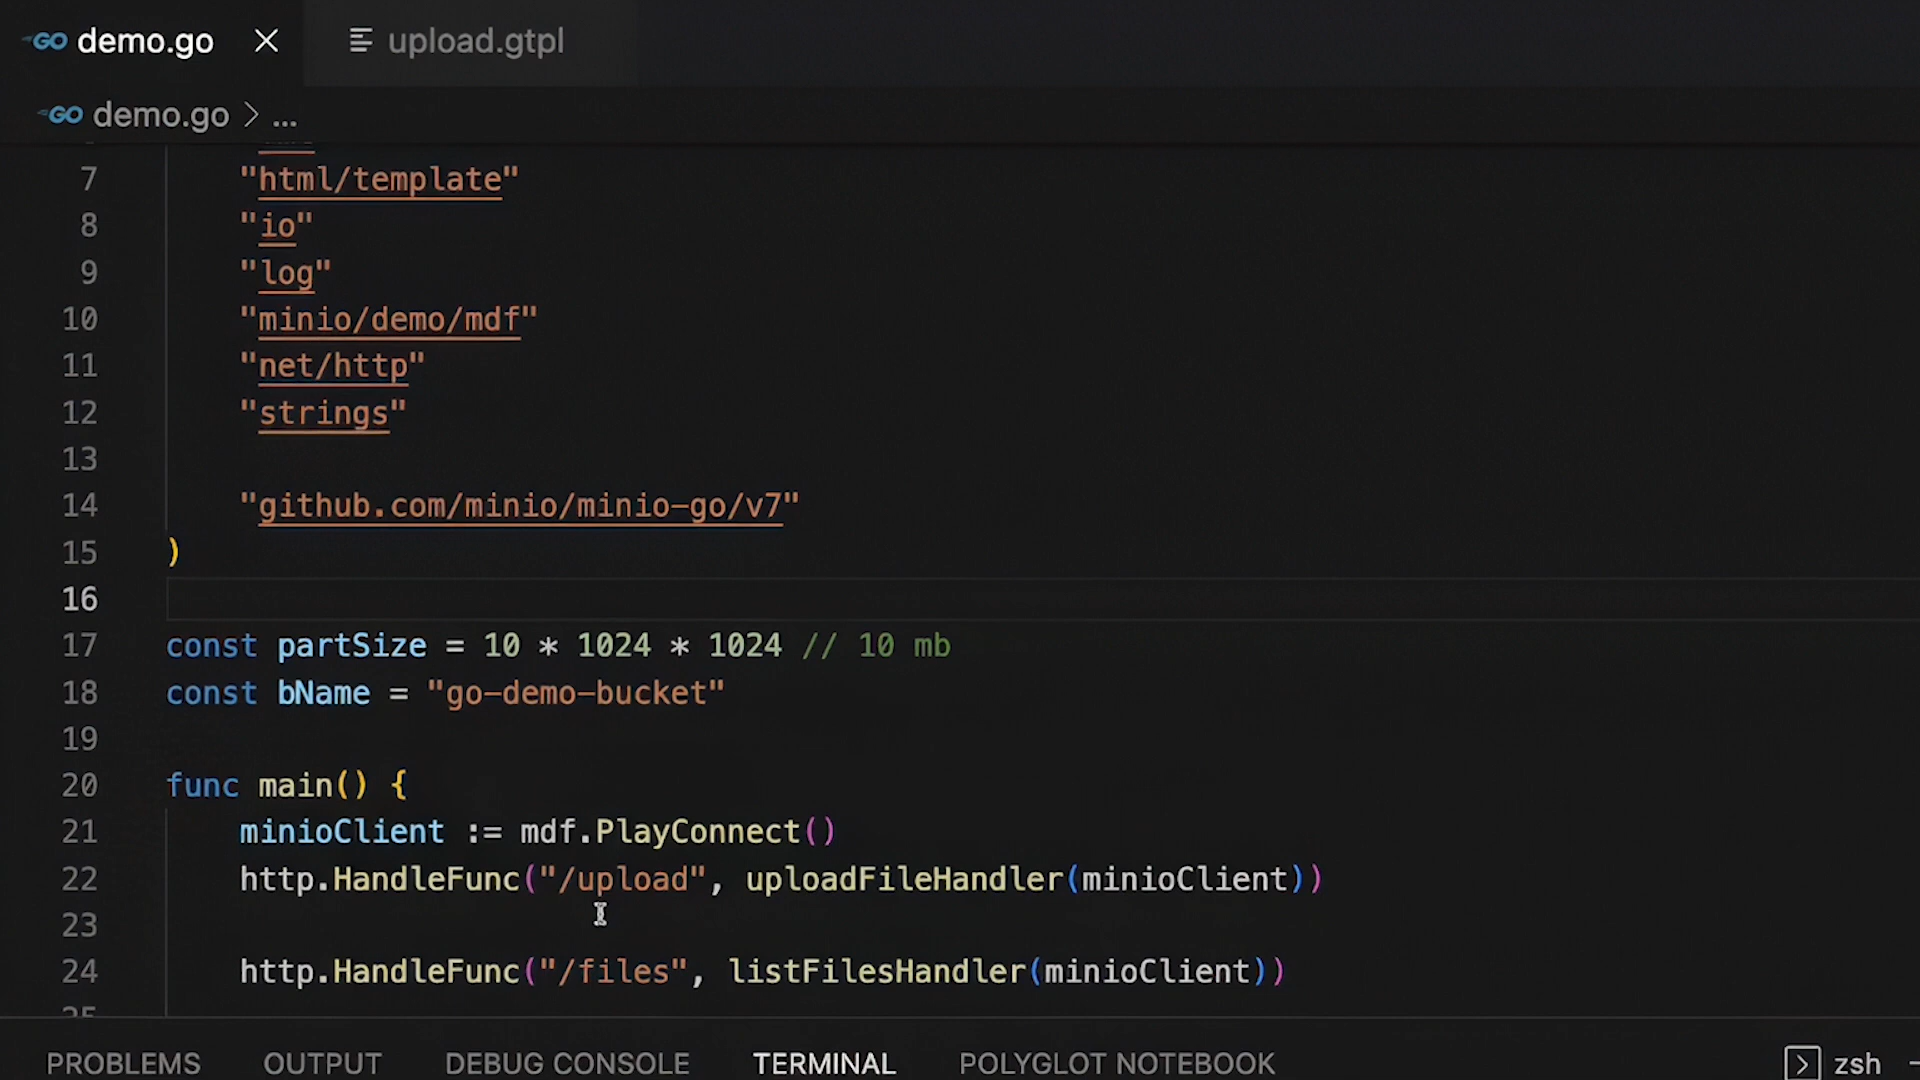 GO demo.go × upload.gtpl
GO demo.go > ...
7 "html/template"
8 "io"
9 "log"
10 "minio/demo/mdf"
11 "net/http"
12 "strings"
13
14 "github.com/minio/minio-go/v7"
15 )
16
17 const partSize = 10 * 1024 * 1024 // 10 mb
18 const bName = "go-demo-bucket"
19
20 func main() {
21 minioClient := mdf.PlayConnect()
22 http.HandleFunc("/upload", uploadFileHandler(minioClient))
23
24 http.HandleFunc("/files", listFilesHandler(minioClient))
PROBLEMS OUTPUT DEBUG CONSOLE TERMINAL POLYGLOT NOTEBOOK zsh